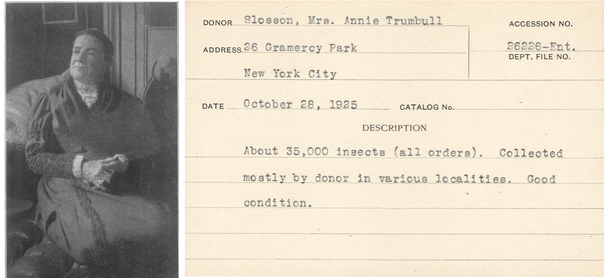 DONOR Slosson, Mrs. Annie Trumbull ACCESSION NO.
ADDRESS 26 Gramercy Park 26226-Ent.
DEPT. FILE NO.
New York City
DATE October 28, 1925 CATALOG No.
DESCRIPTION
About 35,000 insects (all orders). Collected
mostly by donor in various localities. Good
condition.